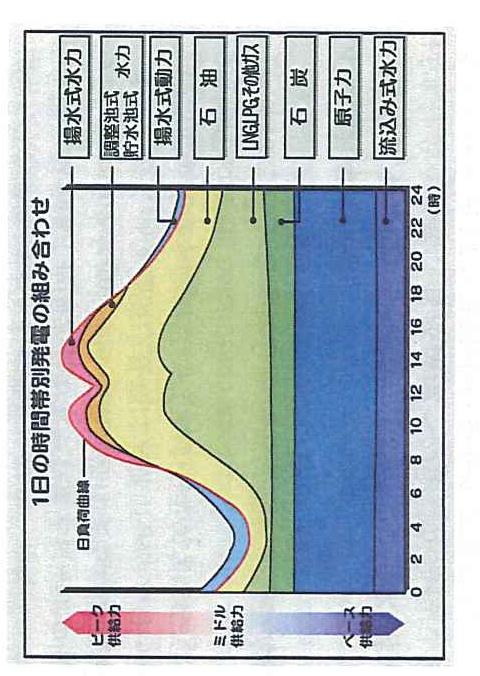 1日の時間帯別発電の組み合わせ
ピーク
供給力
ミドル
供給力
ベース
供給力
日負荷曲線
揚水式水力
調整池式 水力
貯水池式
揚水式動力
石 油
LNG,LPG,その他ガス
石 炭
原子力
流込み式水力
0 2 4 6 8 10 12 14 16 18 20 22 24
(時)